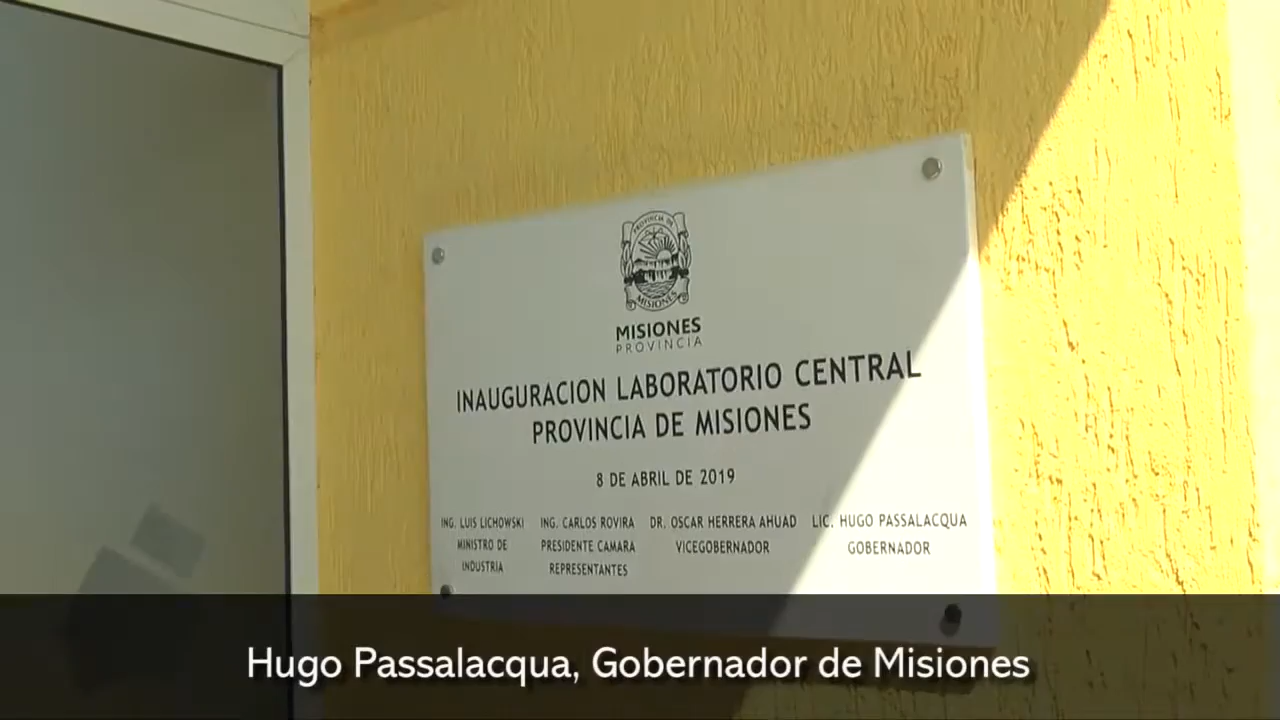 PROVINCIA DE
MISIONES
MISIONES
PROVINCIA
INAUGURACION LABORATORIO CENTRAL
PROVINCIA DE MISIONES
8 DE ABRIL DE 2019
ING. LUIS LICHOWSKI
MINISTRO DE
INDUSTRIA
ING. CARLOS ROVIRA
PRESIDENTE CAMARA
REPRESENTANTES
DR. OSCAR HERRERA AHUAD
VICEGOBERNADOR
LIC. HUGO PASSALACQUA
GOBERNADOR
Hugo Passalacqua, Gobernador de Misiones